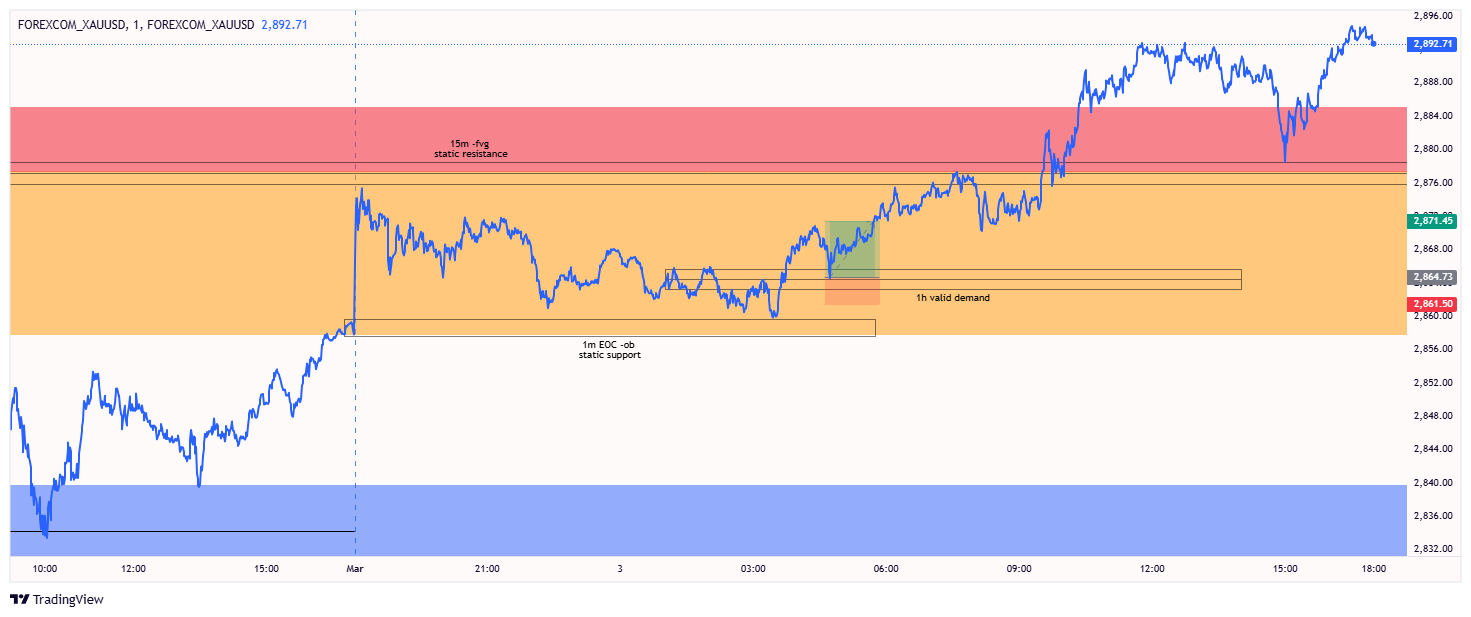 FOREXCOM_XAUUSD, 1, FOREXCOM_XAUUSD 2,892.71
2,896.00
2,892.71
2,888.00
2,884.00
15m -fvg
static resistance
2,880.00
2,876.00
2,871.45
2,868.00
2,864.73
1h valid demand
2,861.50
2,860.00
1m EOC -ob
static support
2,856.00
2,852.00
2,848.00
2,844.00
2,840.00
2,836.00
2,832.00
10:00 12:00 15:00 Mar 21:00 3 03:00 06:00 09:00 12:00 15:00 18:00
TradingView